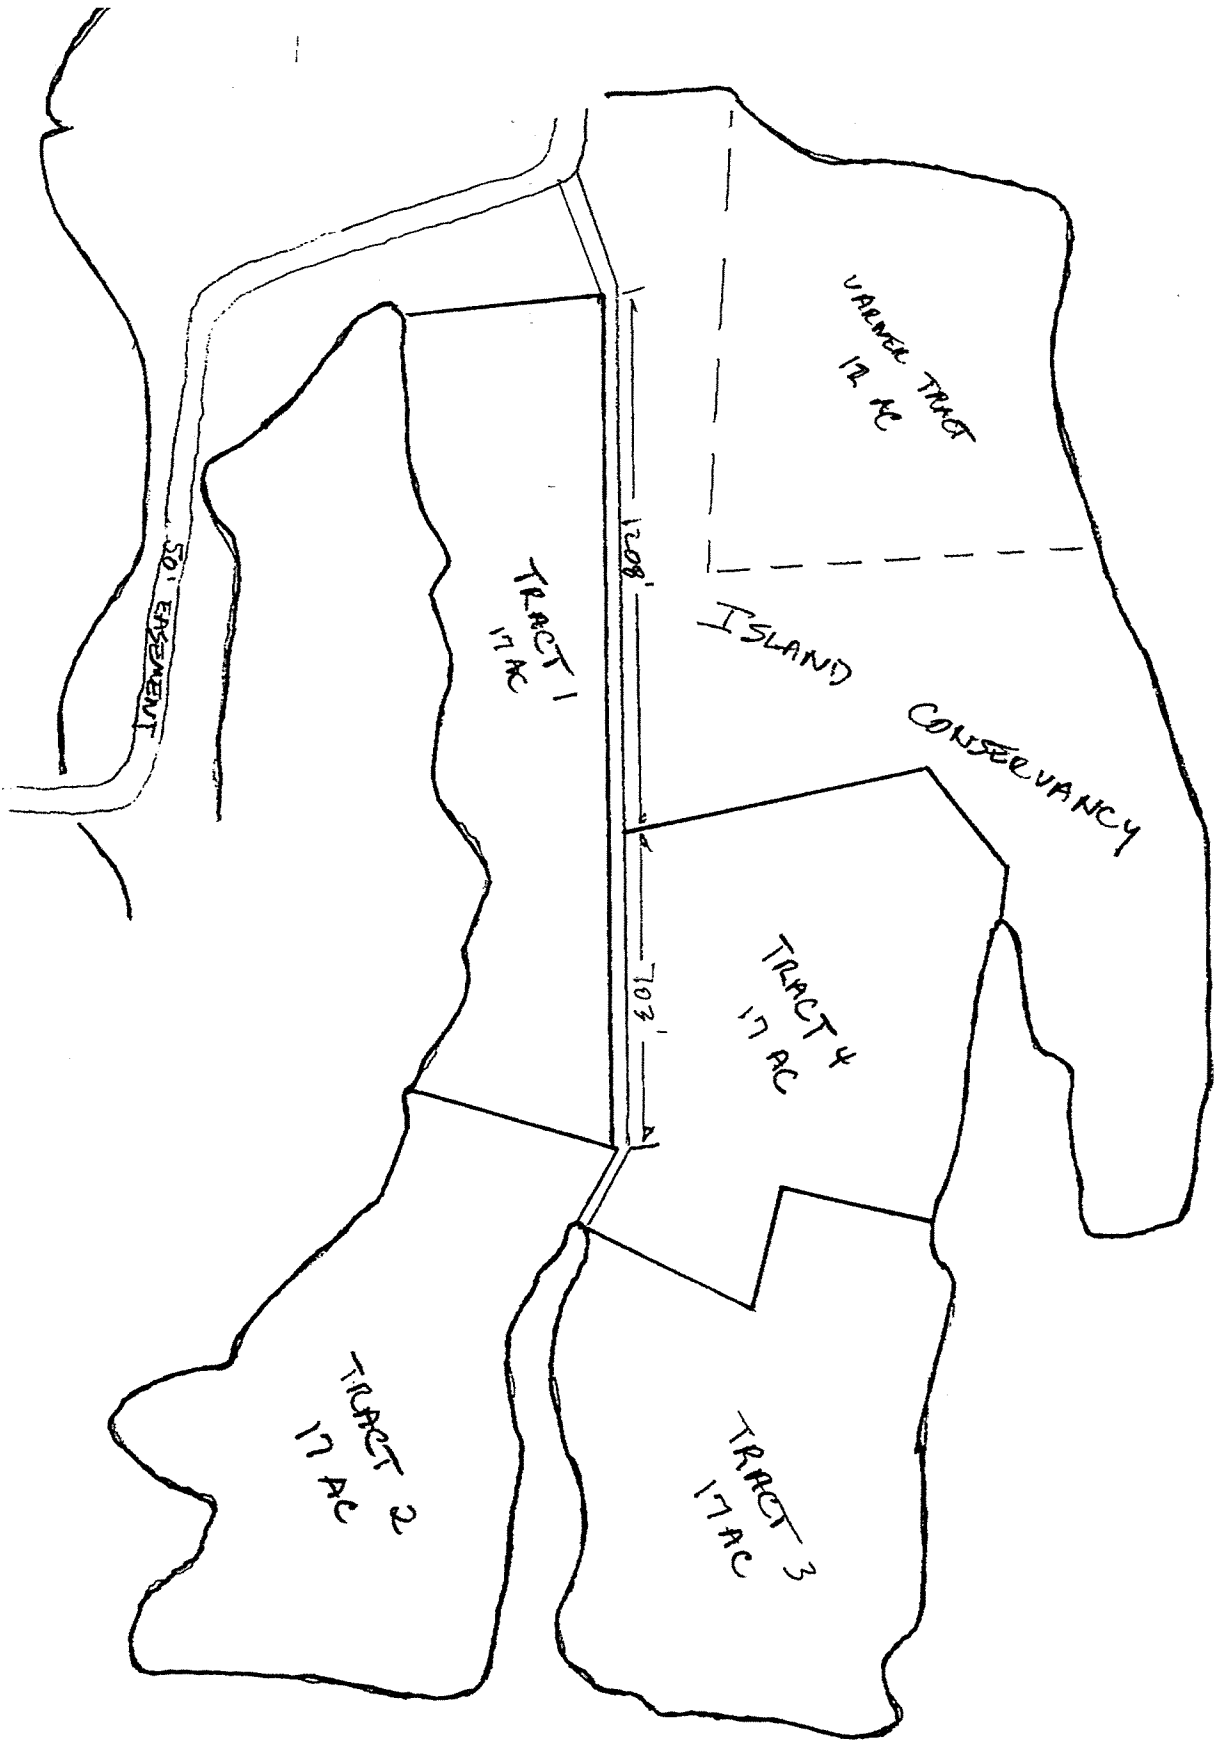 VARNER TRACT
12 AC
50' EASEMENT
1208'
TRACT 1
17 AC
ISLAND
CONSERVANCY
703'
TRACT 4
17 AC
TRACT 2
17 AC
TRACT 3
17 AC